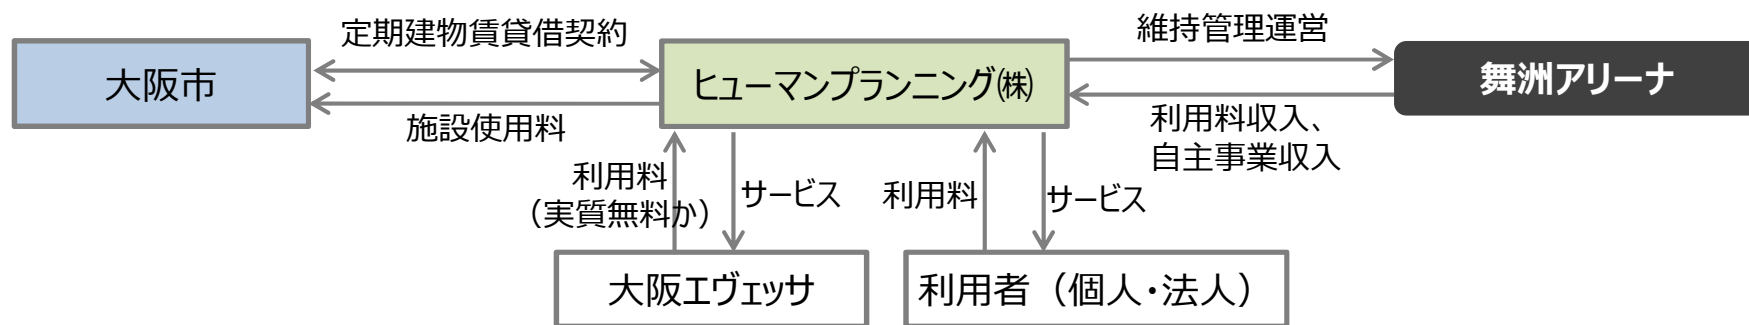 定期建物賃貸借契約
維持管理運営
大阪市
ヒューマンプランニング㈱
舞洲アリーナ
施設使用料
利用料収入、
自主事業収入
利用料
（実質無料か）
サービス
利用料
サービス
大阪エヴェッサ
利用者（個人・法人）